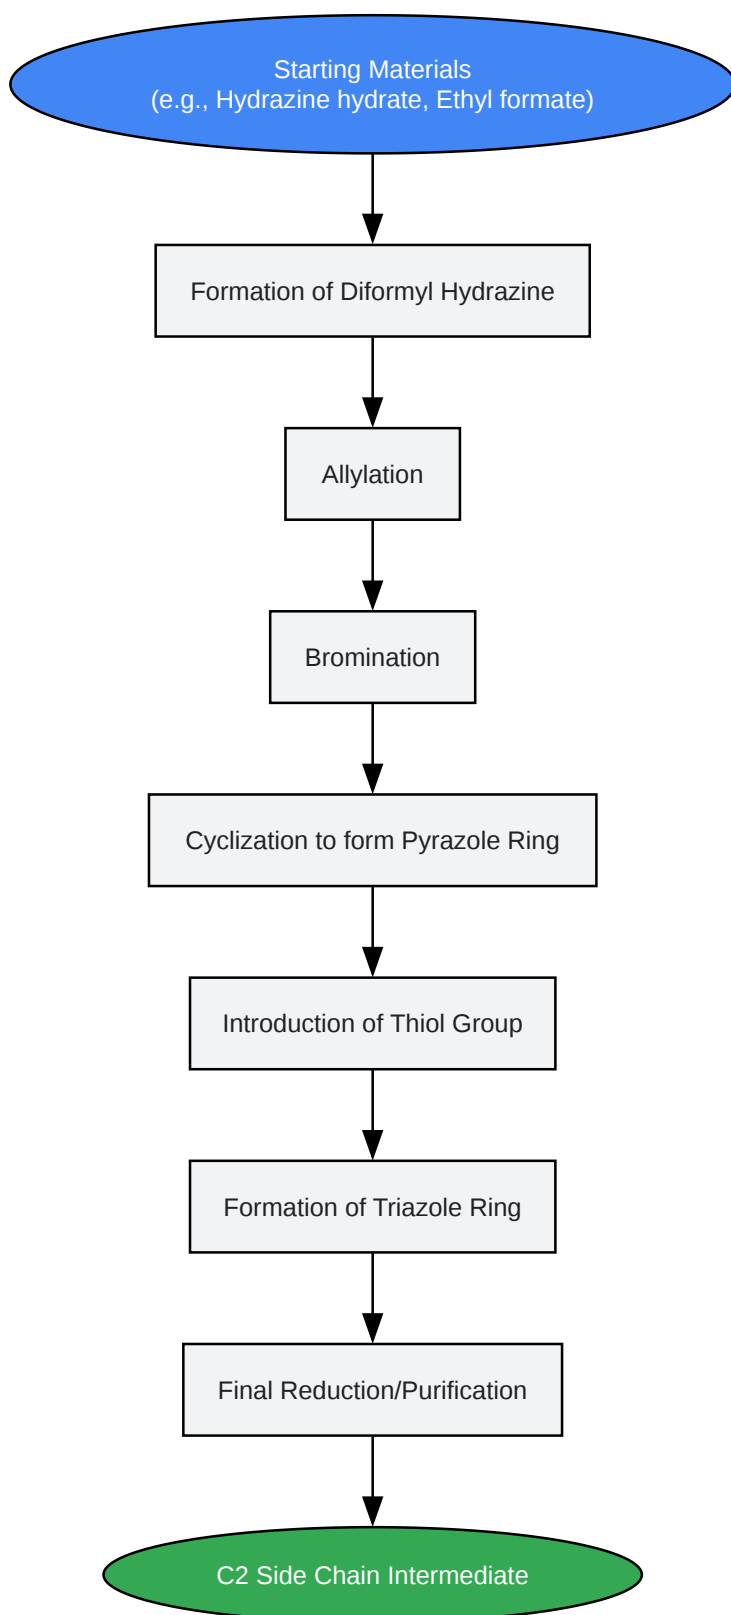 Starting Materials
(e.g., Hydrazine hydrate, Ethyl formate)
Formation of Diformyl Hydrazine
Allylation
Bromination
Cyclization to form Pyrazole Ring
Introduction of Thiol Group
Formation of Triazole Ring
Final Reduction/Purification
C2 Side Chain Intermediate